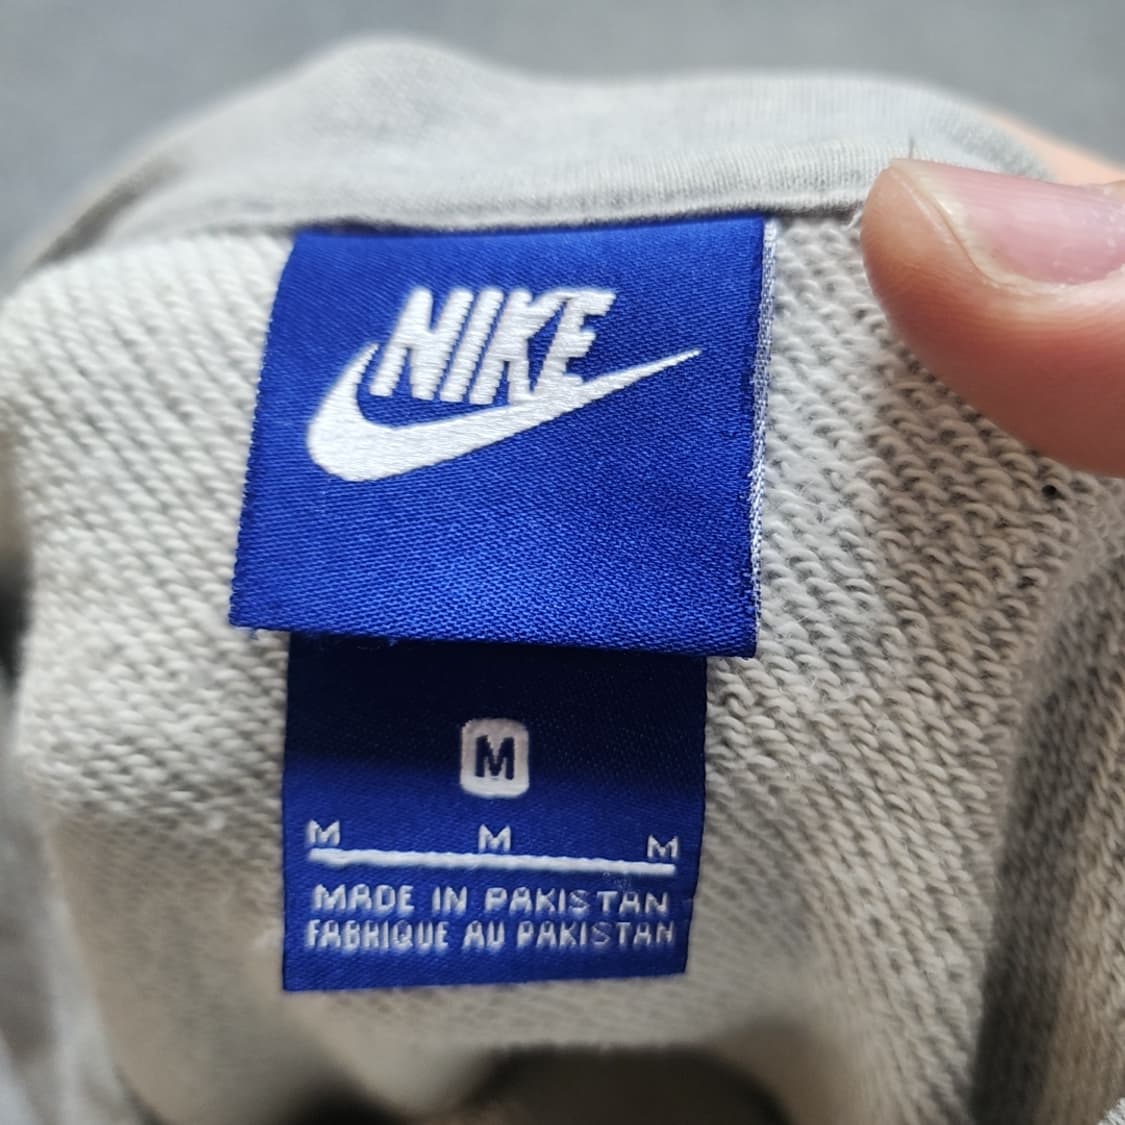 NIKE
M
M M M
MADE IN PAKISTAN
FABRIQUE AU PAKISTAN